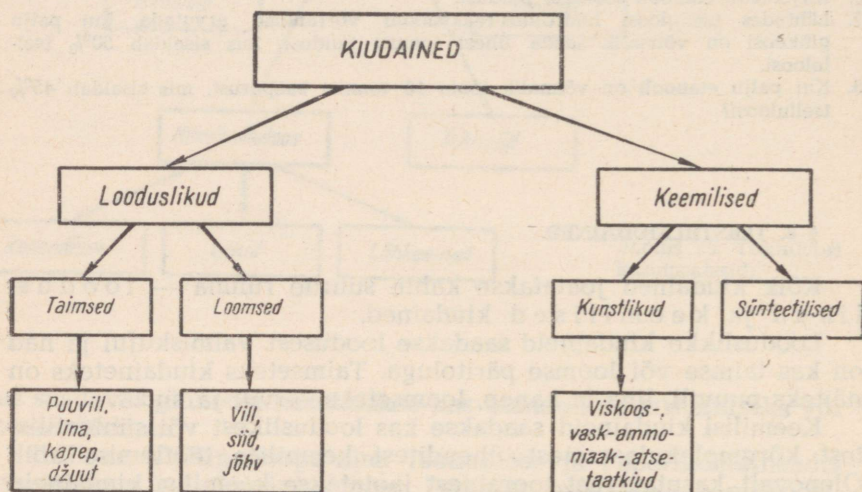 KIUDAINED
Looduslikud
Keemilised
Taimsed
Loomsed
Kunstlikud
Sünteetilised
Puuvill,
lina,
kanep,
džuut
Vill,
siid,
jõhv
Viskoos-,
vask-ammo-
niaak-, atse-
taatkiud